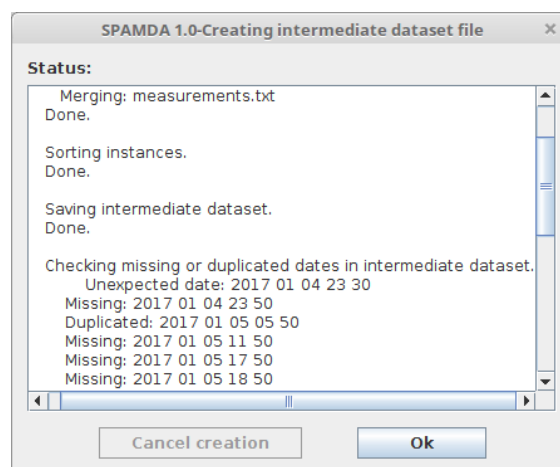 SPAMDA 1.0-Creating intermediate dataset file
Status:
Merging: measurements.txt
Done.
Sorting instances.
Done.
Saving intermediate dataset.
Done.
Checking missing or duplicated dates in intermediate dataset.
Unexpected date: 2017 01 04 23 30
Missing: 2017 01 04 23 50
Duplicated: 2017 01 05 05 50
Missing: 2017 01 05 11 50
Missing: 2017 01 05 17 50
Missing: 2017 01 05 18 50
Cancel creation
Ok